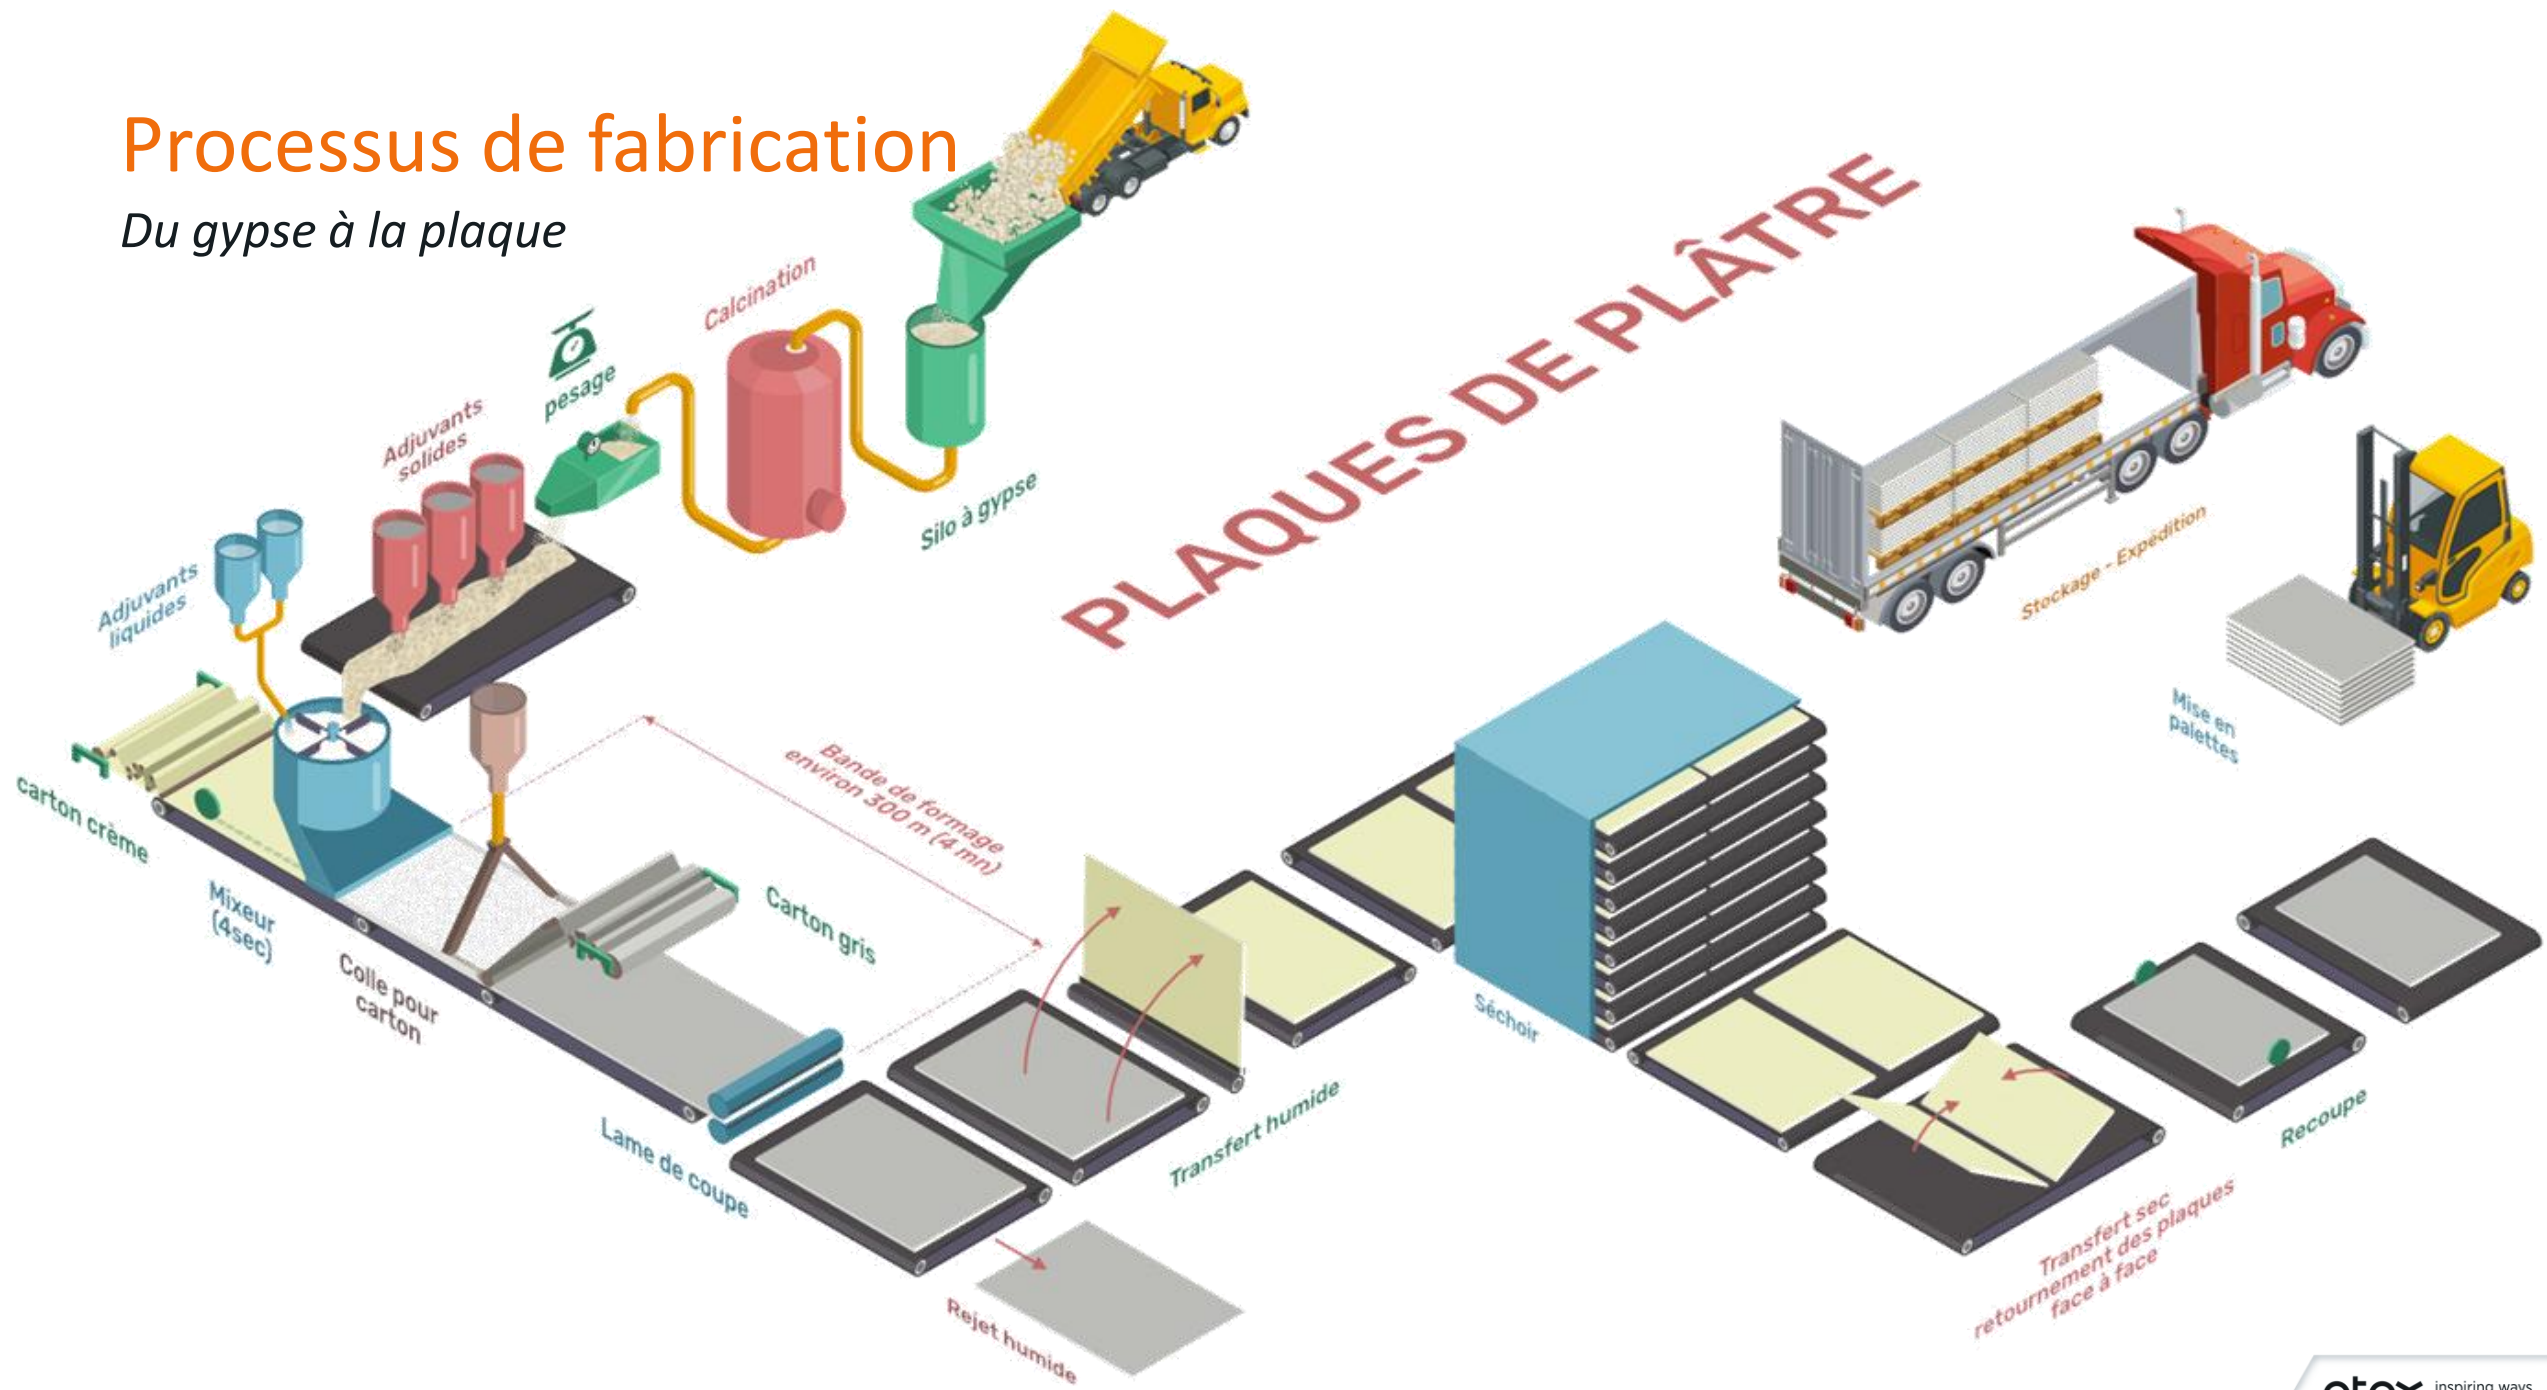 Processus de fabrication
Du gypse à la plaque
PLAQUES DE PLÂTRE
Calcination
pesage
Adjuvants
solides
Silo à gypse
Adjuvants
liquides
carton crème
Mixeur
(4sec)
Colle pour
carton
Bande de formage
environ 300 m (4 mn)
Carton gris
Lame de coupe
Transfert humide
Rejet humide
Séchoir
Transfert sec
retournement des plaques
face à face
Recoupe
Mise en
palettes
Stockage - Expédition
inspiring ways